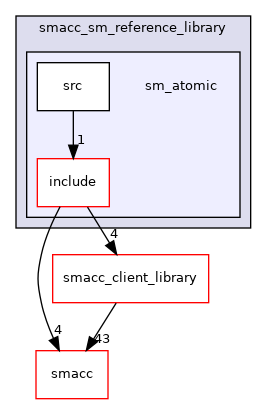 smacc_sm_reference_library
src
sm_atomic
1
include
4
smacc_client_library
4
43
smacc